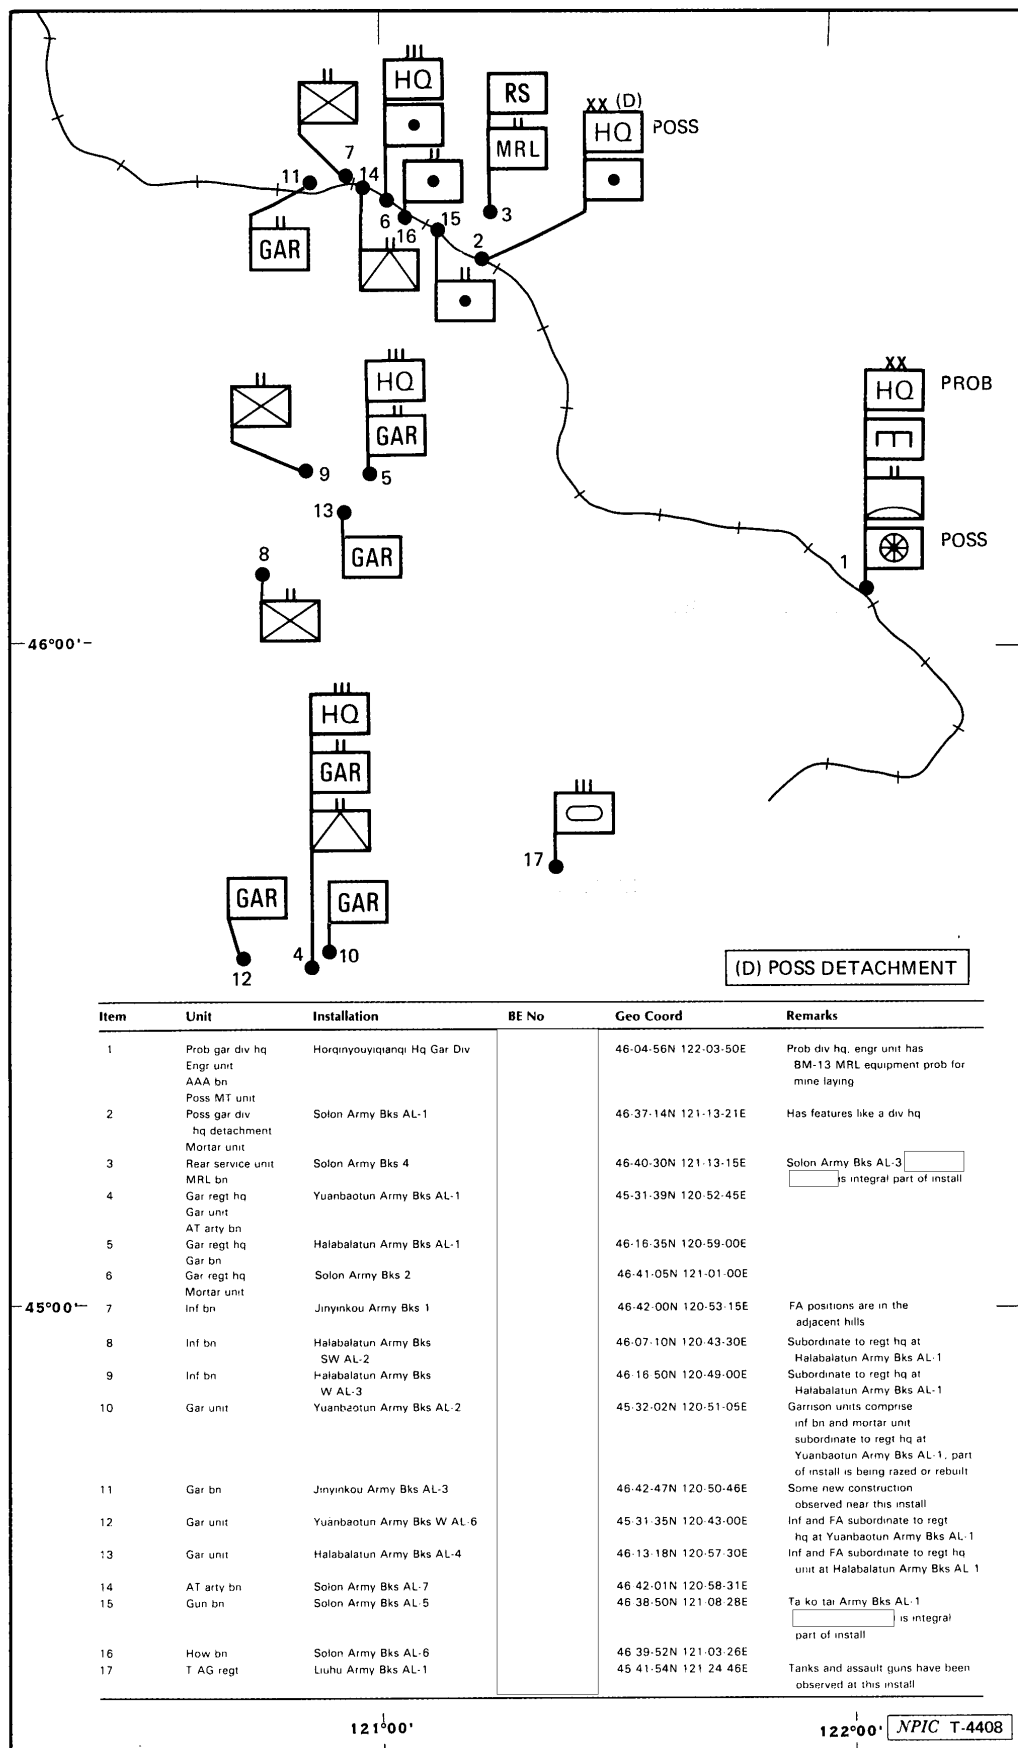 HQ
RS
XX (D)
HQ POSS
MRL
7
11
14
6
16
15
3
2
GAR
HQ
GAR
XX
HQ PROB
9
5
13
GAR
POSS
8
1
46°00'
HQ
GAR
17
GAR
GAR
12
4
10
(D) POSS DETACHMENT
Item Unit Installation BE No Geo Coord Remarks
1 Prob gar div hq Horqinyouyiqianqi Hq Gar Div 46-04-56N 122-03-50E Prob div hq, engr unit has
Engr unit BM-13 MRL equipment prob for
AAA bn mine laying
Poss MT unit
2 Poss gar div Solon Army Bks AL-1 46-37-14N 121-13-21E Has features like a div hq
hq detachment
Mortar unit
3 Rear service unit Solon Army Bks 4 46-40-30N 121-13-15E Solon Army Bks AL-3
MRL bn is integral part of install
4 Gar regt hq Yuanbaotun Army Bks AL-1 45-31-39N 120-52-45E
Gar unit
AT arty bn
5 Gar regt hq Halabalatun Army Bks AL-1 46-16-35N 120-59-00E
Gar bn
6 Gar regt hq Solon Army Bks 2 46-41-05N 121-01-00E
Mortar unit
45°00'
7 Inf bn Jinyinkou Army Bks 1 46-42-00N 120-53-15E FA positions are in the
adjacent hills
8 Inf bn Halabalatun Army Bks 46-07-10N 120-43-30E Subordinate to regt hq at
SW AL-2 Halabalatun Army Bks AL-1
9 Inf bn Halabalatun Army Bks 46-16-50N 120-49-00E Subordinate to regt hq at
W AL-3 Halabalatun Army Bks AL-1
10 Gar unit Yuanbaotun Army Bks AL-2 45-32-02N 120-51-05E Garrison units comprise
inf bn and mortar unit
subordinate to regt hq at
Yuanbaotun Army Bks AL-1, part
of install is being razed or rebuilt
11 Gar bn Jinyinkou Army Bks AL-3 46-42-47N 120-50-46E Some new construction
observed near this install
12 Gar unit Yuanbaotun Army Bks W AL-6 45-31-35N 120-43-00E Inf and FA subordinate to regt
hq at Yuanbaotun Army Bks AL-1
13 Gar unit Halabalatun Army Bks AL-4 46-13-18N 120-57-30E Inf and FA subordinate to regt hq
unit at Halabalatun Army Bks AL 1
14 AT arty bn Solon Army Bks AL-7 46-42-01N 120-58-31E
15 Gun bn Solon Army Bks AL-5 46 38-50N 121-08-28E Ta ko tai Army Bks AL-1
is integral
part of install
16 How bn Solon Army Bks AL-6 46 39-52N 121-03-26E
17 T AG regt Liuhu Army Bks AL-1 45 41-54N 121 24 46E Tanks and assault guns have been
observed at this install
121°00'
122°00' NPIC T-4408